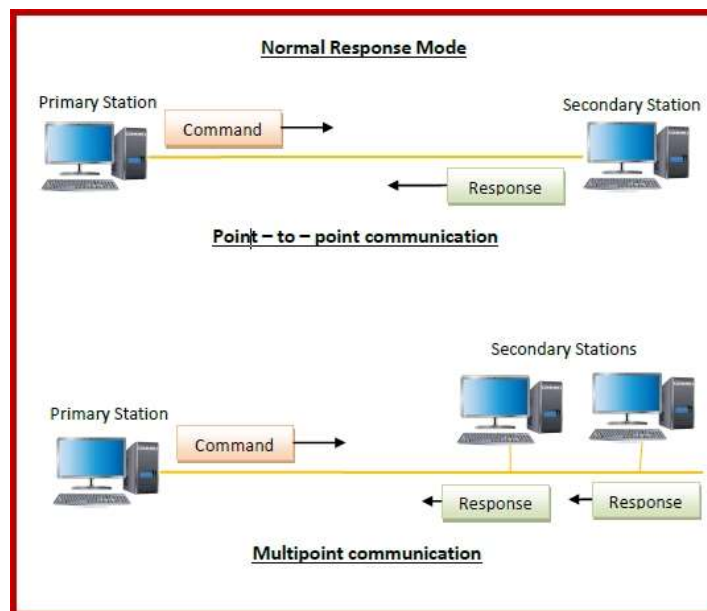 Normal Response Mode
Primary Station
Secondary Station
Command
Response
Point – to – point communication
Secondary Stations
Primary Station
Command
Response
Response
Multipoint communication